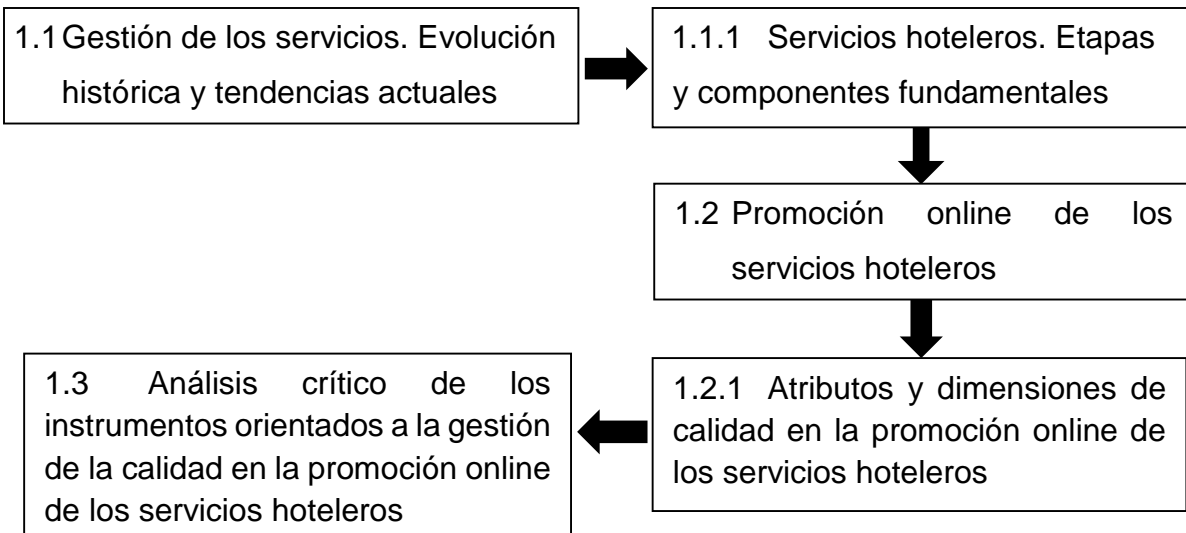 1.1 Gestión de los servicios. Evolución
histórica y tendencias actuales
1.1.1 Servicios hoteleros. Etapas
y componentes fundamentales
1.2 Promoción online de los
servicios hoteleros
1.2.1 Atributos y dimensiones de
calidad en la promoción online de
los servicios hoteleros
1.3 Análisis crítico de los
instrumentos orientados a la gestión
de la calidad en la promoción online
de los servicios hoteleros